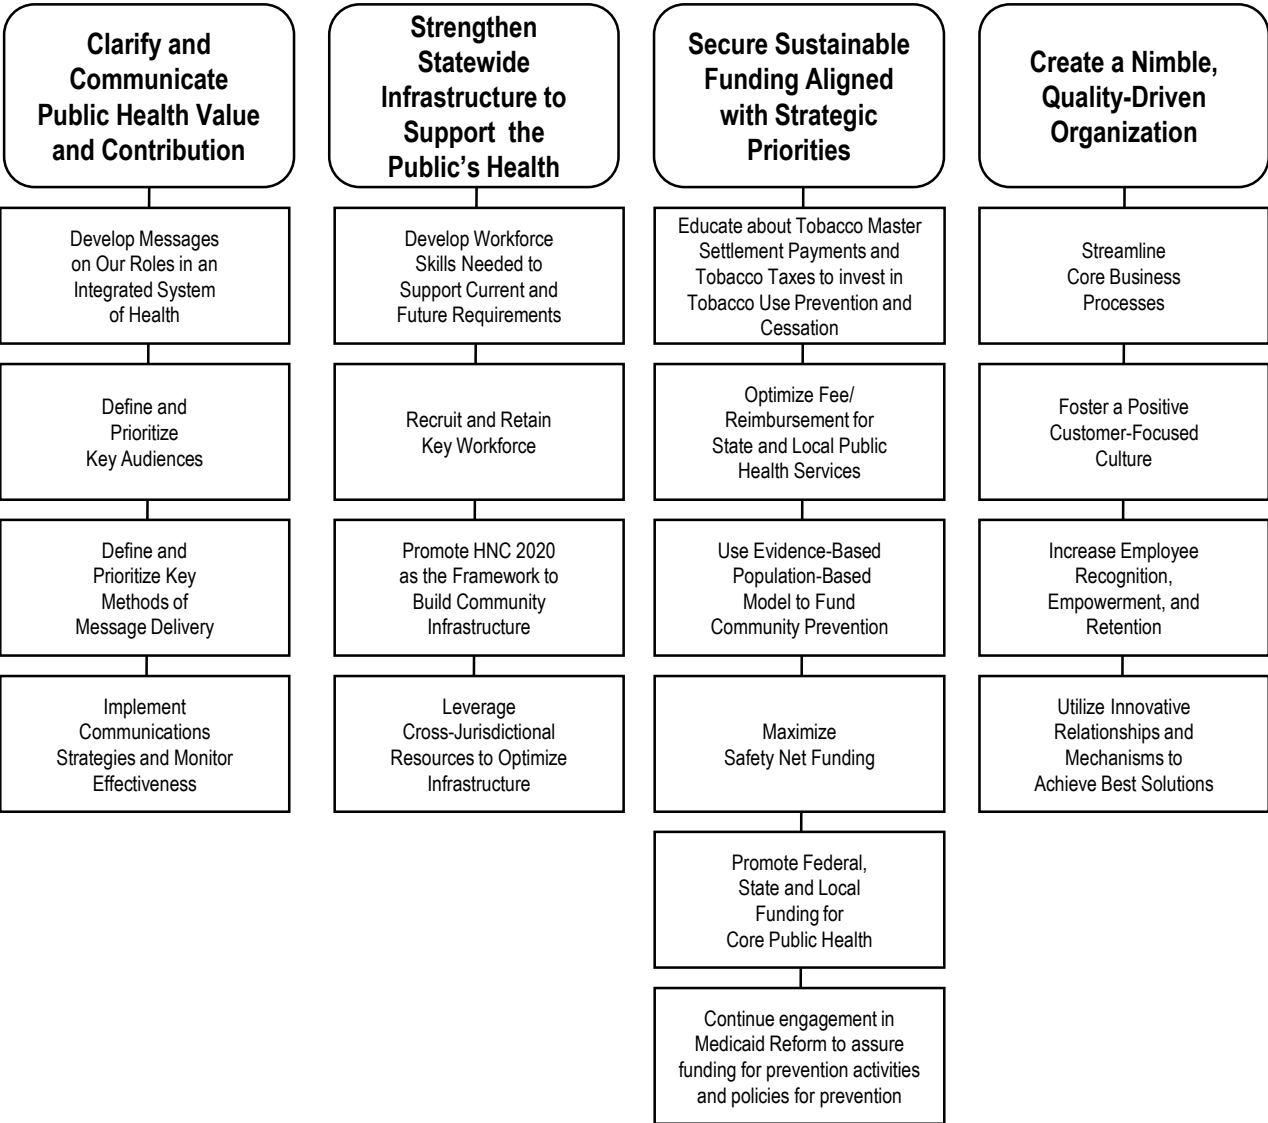 Clarify and
Communicate
Public Health Value
and Contribution
Develop Messages
on Our Roles in an
Integrated System
of Health
Define and
Prioritize
Key Audiences
Define and
Prioritize Key
Methods of
Message Delivery
Implement
Communications
Strategies and Monitor
Effectiveness
Strengthen
Statewide
Infrastructure to
Support the
Public's Health
Develop Workforce
Skills Needed to
Support Current and
Future Requirements
Recruit and Retain
Key Workforce
Promote HNC 2020
as the Framework to
Build Community
Infrastructure
Leverage
Cross-Jurisdictional
Resources to Optimize
Infrastructure
Secure Sustainable
Funding Aligned
with Strategic
Priorities
Educate about Tobacco Master
Settlement Payments and
Tobacco Taxes to invest in
Tobacco Use Prevention and
Cessation
Optimize Fee/
Reimbursement for
State and Local Public
Health Services
Use Evidence-Based
Population-Based
Model to Fund
Community Prevention
Maximize
Safety Net Funding
Promote Federal,
State and Local
Funding for
Core Public Health
Continue engagement in
Medicaid Reform to assure
funding for prevention activities
and policies for prevention
Create a Nimble,
Quality-Driven
Organization
Streamline
Core Business
Processes
Foster a Positive
Customer-Focused
Culture
Increase Employee
Recognition,
Empowerment, and
Retention
Utilize Innovative
Relationships and
Mechanisms to
Achieve Best Solutions